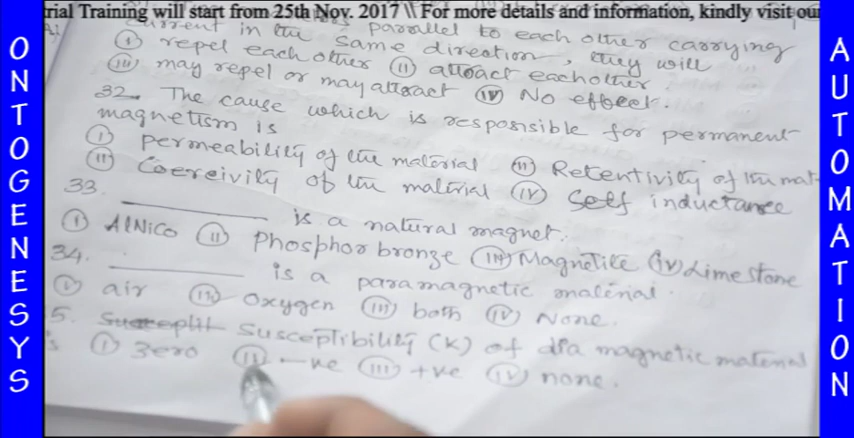 rial Training will start from 25th Nov. 2017 \\ For more details and information, kindly visit our
ONTOGENESYS
AUTOMATION
current in the parallel to each other carrying
same direction, they will
(i) repel each other (ii) attract eachother.
(iii) may repel or may attract (iv) No effect.
32. The cause which is responsible for permanent
magnetism is
(i) permeability of the material (ii) Retentivity of the mat
(iii) Coercivity of the material (iv) Self inductance
33. ________ is a natural magnet.
(i) AlNiCo (ii) Phosphor bronze (iii) Magnetite (iv) Limestone
34. ________ is a paramagnetic material.
(i) air (ii) oxygen (iii) both (iv) None.
5. Susceptibility (K) of dia magnetic material
is (i) zero (ii) -ve (iii) +ve (iv) none.